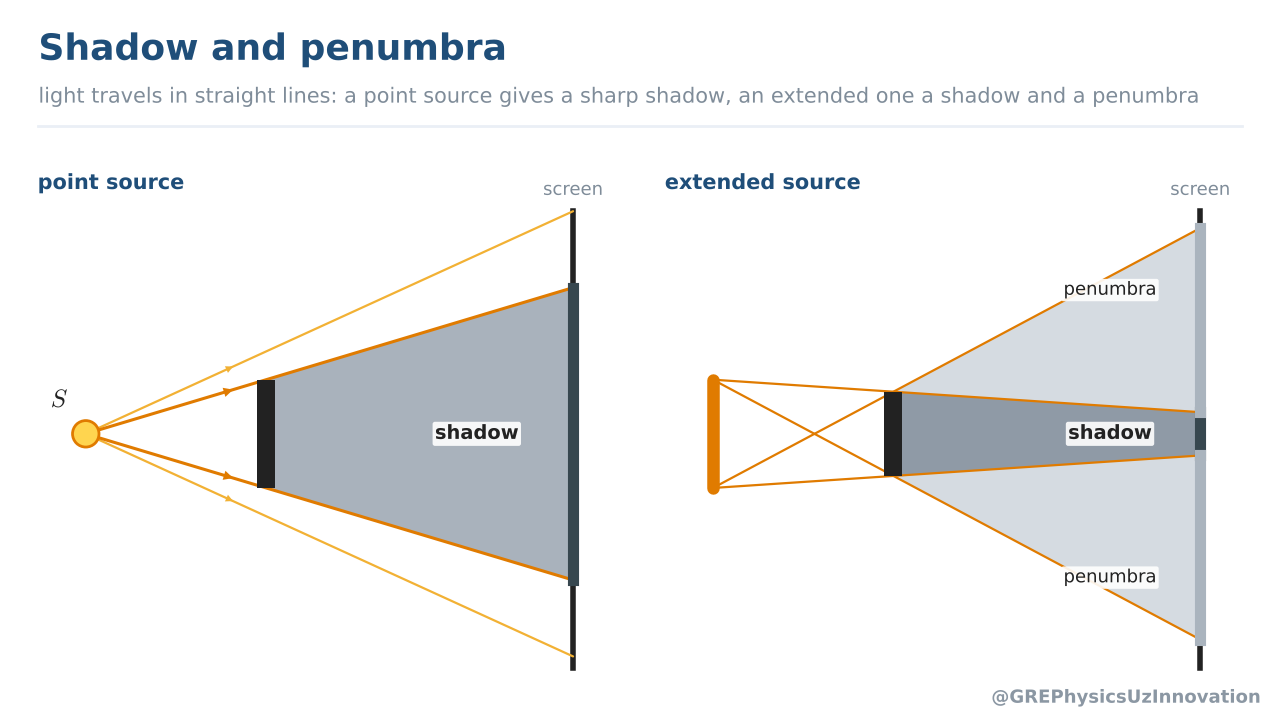 Shadow and penumbra
light travels in straight lines: a point source gives a sharp shadow, an extended one a shadow and a penumbra
point source
screen
S
shadow
extended source
screen
penumbra
shadow
penumbra
@GREPhysicsUzInnovation